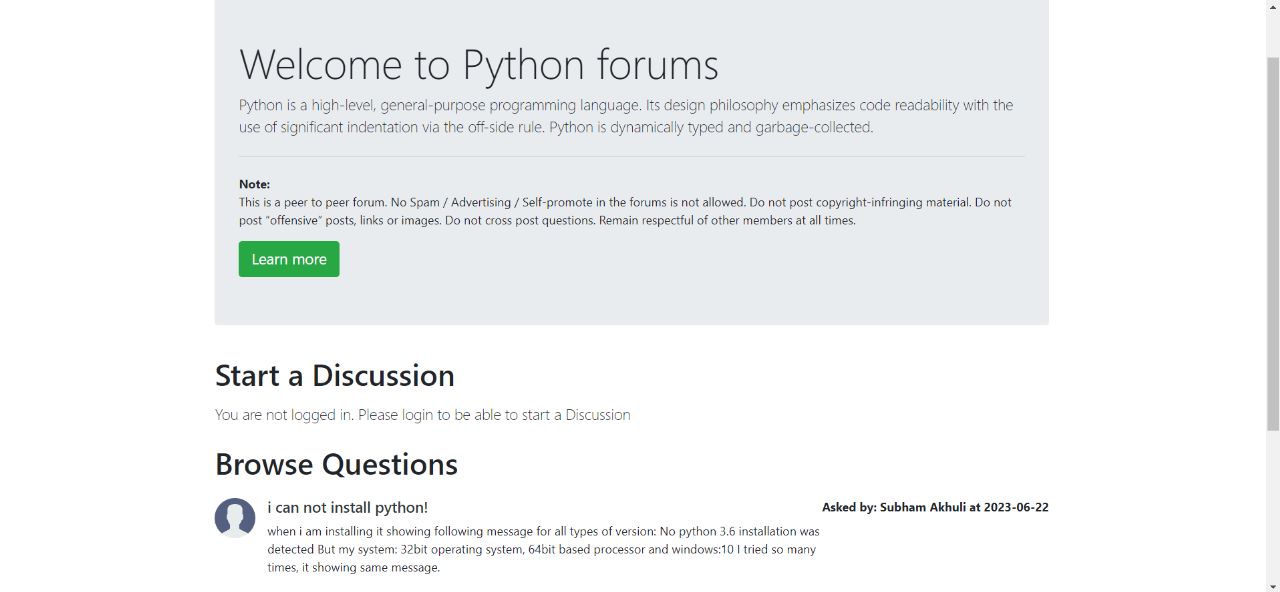 Welcome to Python forums
Python is a high-level, general-purpose programming language. Its design philosophy emphasizes code readability with the
use of significant indentation via the off-side rule. Python is dynamically typed and garbage-collected.
Note:
This is a peer to peer forum. No Spam / Advertising / Self-promote in the forums is not allowed. Do not post copyright-infringing material. Do not
post “offensive” posts, links or images. Do not cross post questions. Remain respectful of other members at all times.
Learn more
Start a Discussion
You are not logged in. Please login to be able to start a Discussion
Browse Questions
i can not install python!
Asked by: Subham Akhuli at 2023-06-22
when i am installing it showing following message for all types of version: No python 3.6 installation was
detected But my system: 32bit operating system, 64bit based processor and windows:10 I tried so many
times, it showing same message.